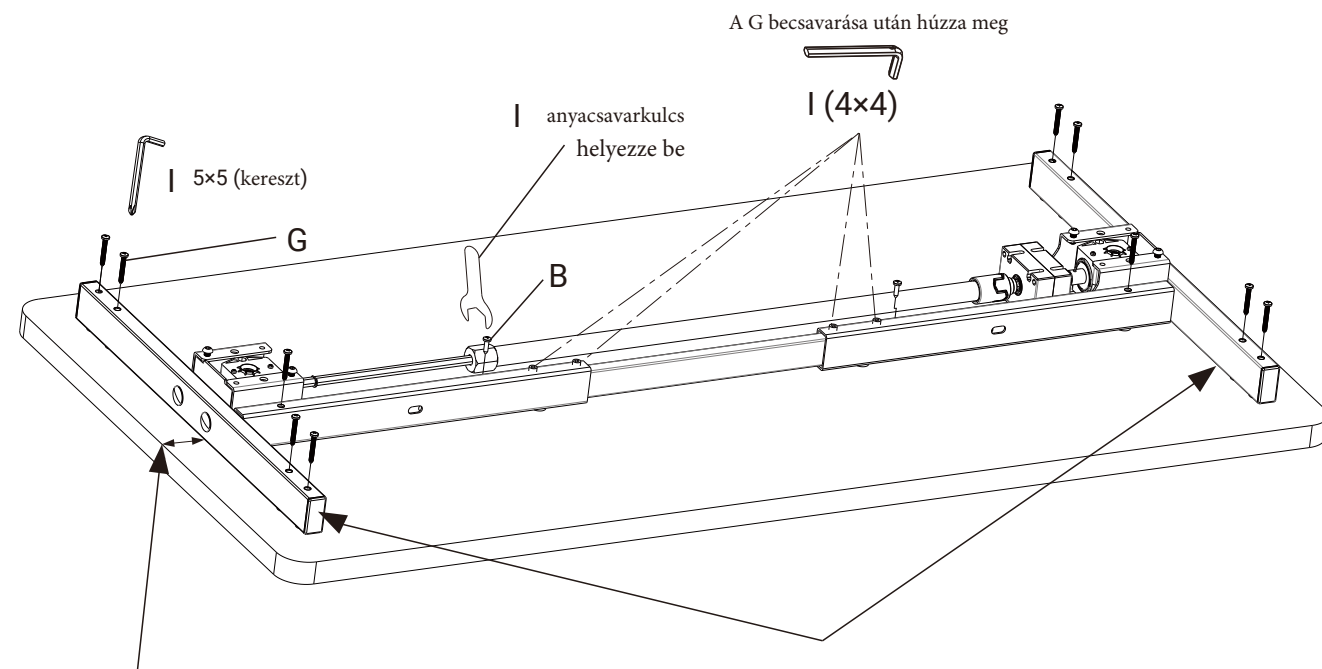 A G becsavarása után húzza meg
I (4×4)
I anyacsavarkulcs
helyezze be
I 5×5 (kereszt)
G
B